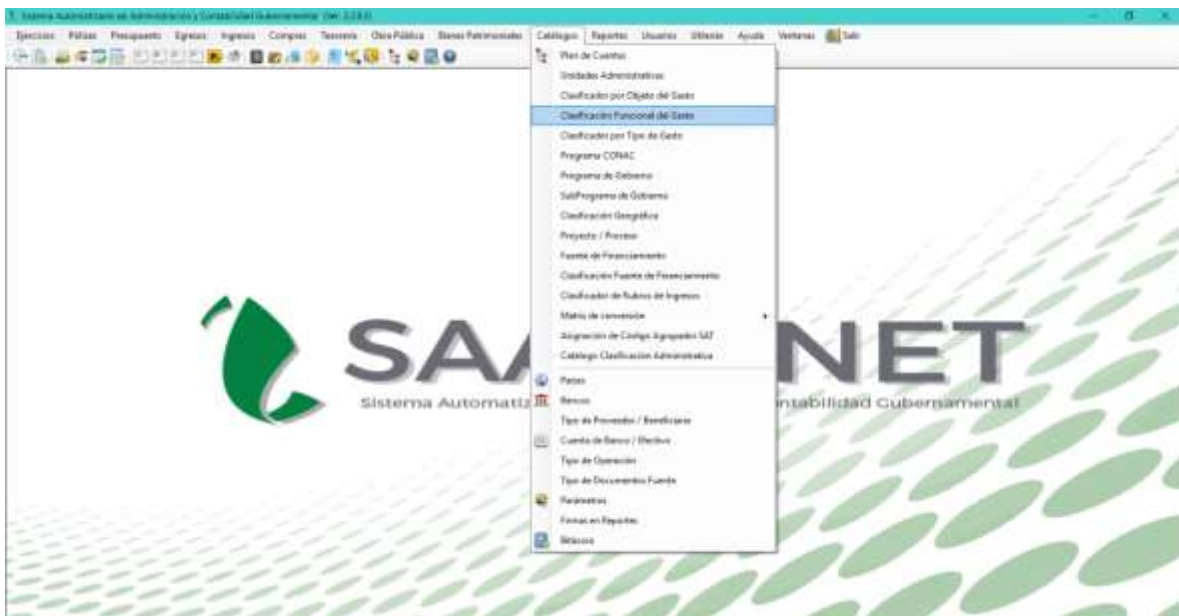 Sistema Automatizado de Administración y Contabilidad Gubernamental
Ejercicios Pólizas Presupuesto Egresos Ingresos Compras Tesorería Obra Pública Bienes Patrimoniales Catálogos Reportes Usuarios Utilerías Ayuda Ventanas Salir
Plan de Cuentas
Unidades Administrativas
Clasificador por Objeto del Gasto
Clasificación Funcional del Gasto
Clasificador por Tipo de Gasto
Programa CONAC
Programa de Gobierno
SubPrograma de Gobierno
Clasificación Geográfica
Proyecto / Proceso
Fuente de Financiamiento
Clasificación Fuente de Financiamiento
Clasificador de Rubros de Ingresos
Matriz de conversión
Asignación de Código Agrupador SAT
Catálogo Clasificación Administrativa
Países
Bancos
Tipo de Proveedor / Beneficiario
Cuenta de Banco / Efectivo
Tipo de Operación
Tipo de Documentos Fuente
Parámetros
Firmas en Reportes
Bitácora
SAA NET
Sistema Automatiz ntabilidad Gubernamental